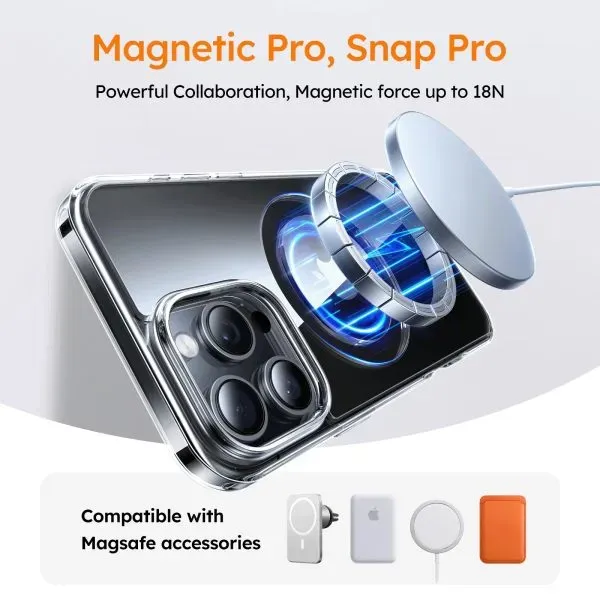 Magnetic Pro, Snap Pro
Powerful Collaboration, Magnetic force up to 18N
Compatible with
Magsafe accessories